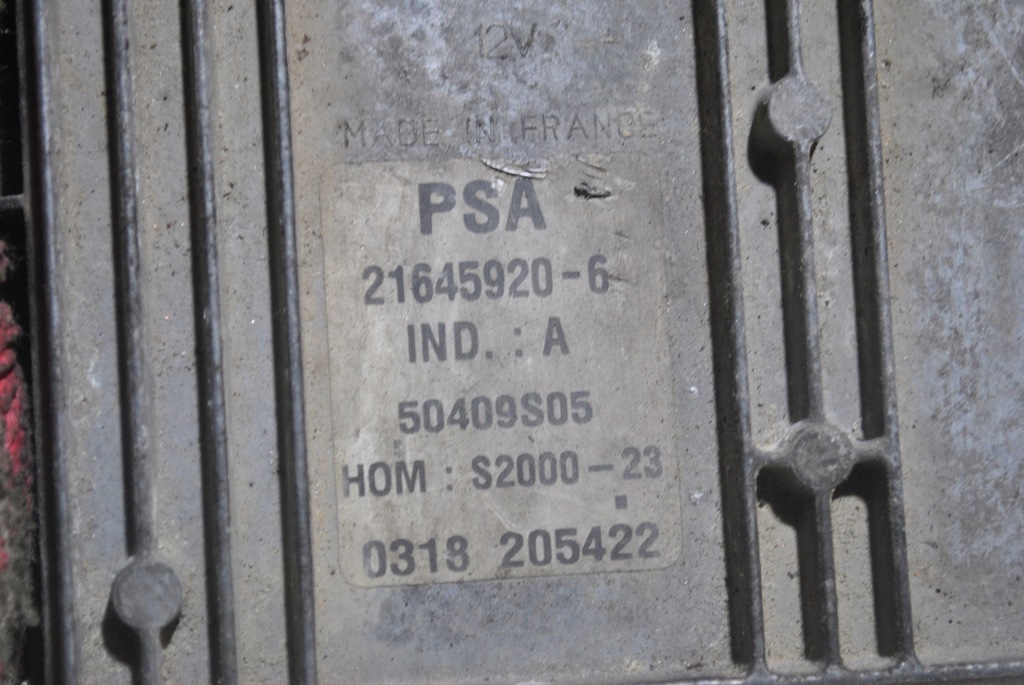 12V
MADE IN FRANCE
PSA
21645920-6
IND. : A
50409S05
HOM : S2000-23
0318 205422